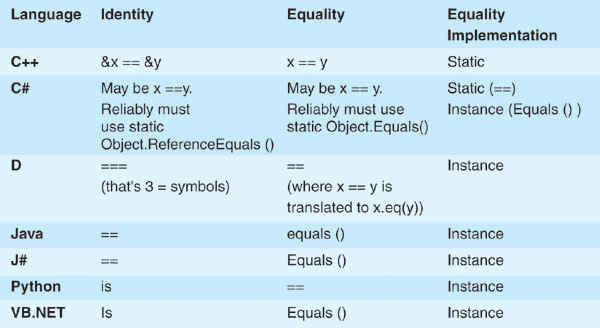 Language Identity Equality Equality
Implementation
C++ &x == &y x == y Static
C# May be x ==y. May be x == y. Static (==)
Reliably must Reliably must use Instance (Equals () )
use static static Object.Equals()
Object.ReferenceEquals ()
D === == Instance
(that's 3 = symbols) (where x == y is
translated to x.eq(y))
Java == equals () Instance
J# == Equals () Instance
Python is == Instance
VB.NET Is Equals () Instance